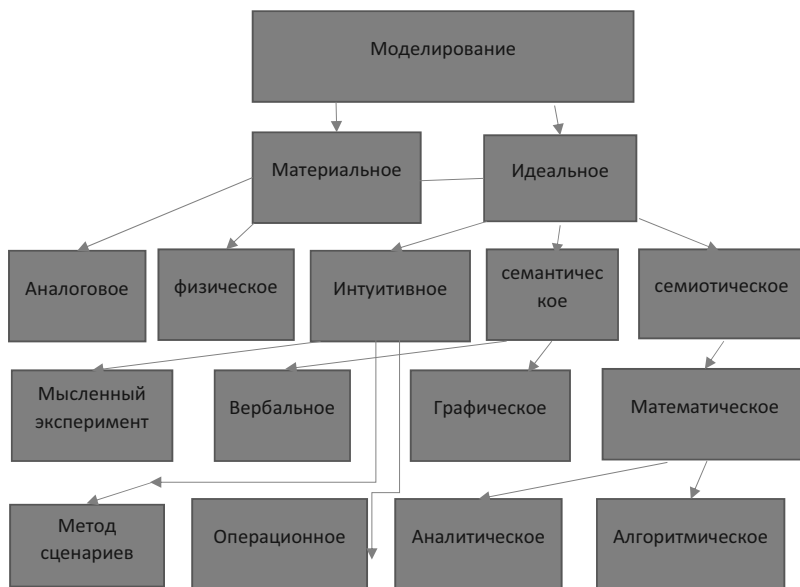 Моделирование
Материальное
Идеальное
Аналоговое
физическое
Интуитивное
семантичес
кое
семиотическое
Мысленный
эксперимент
Вербальное
Графическое
Математическое
Метод
сценариев
Операционное
Аналитическое
Алгоритмическое